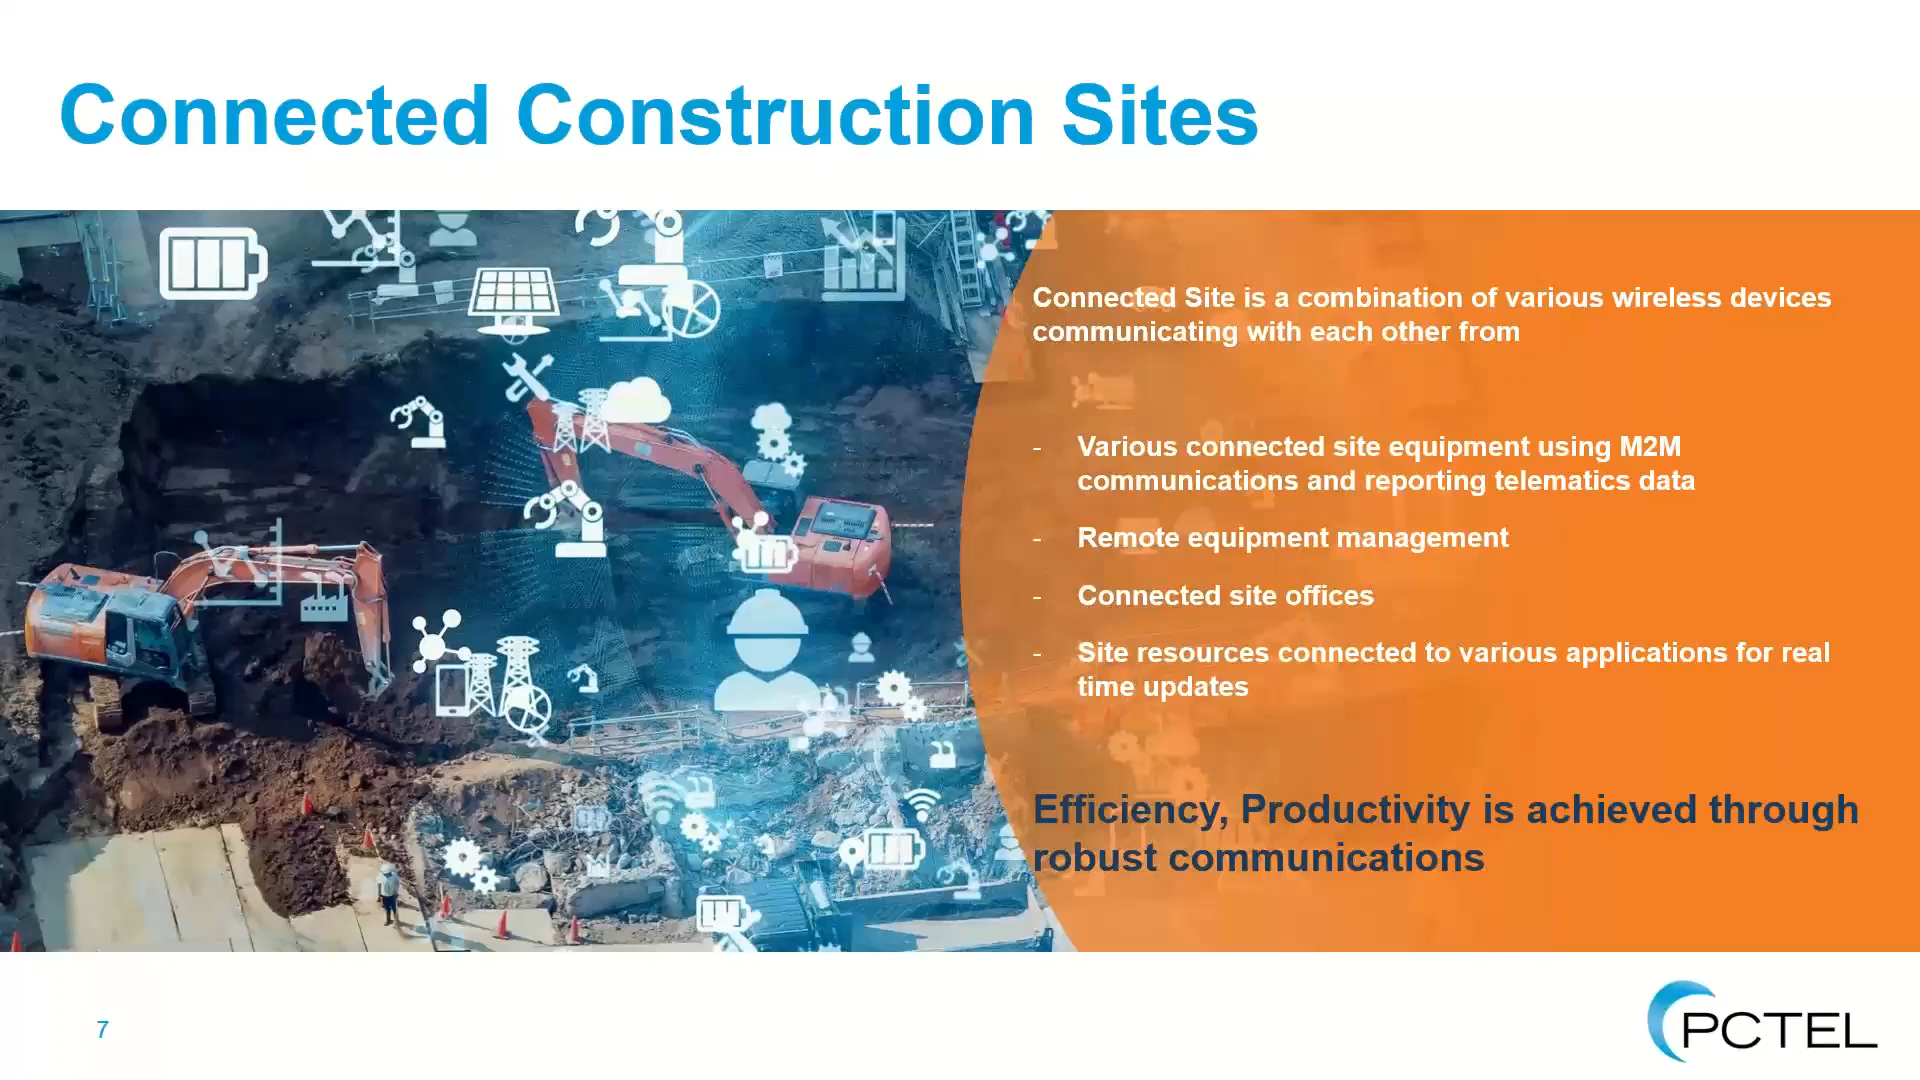 Connected Construction Sites
Connected Site is a combination of various wireless devices
communicating with each other from
- Various connected site equipment using M2M
communications and reporting telematics data
- Remote equipment management
- Connected site offices
- Site resources connected to various applications for real
time updates
Efficiency, Productivity is achieved through
robust communications
7
PCTEL